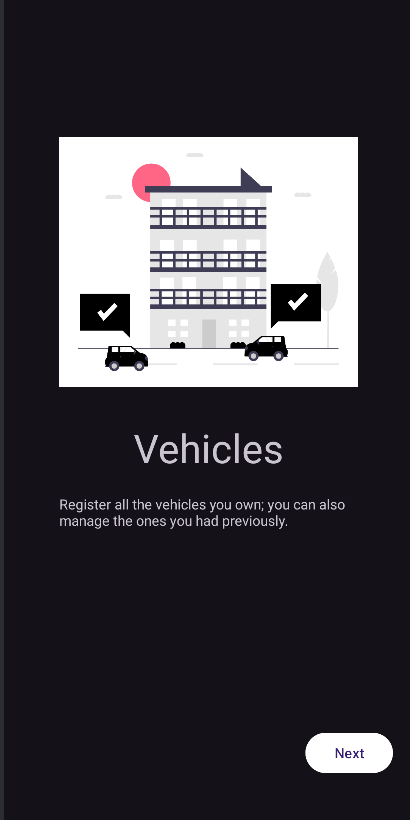 Vehicles
Register all the vehicles you own; you can also
manage the ones you had previously.
Next